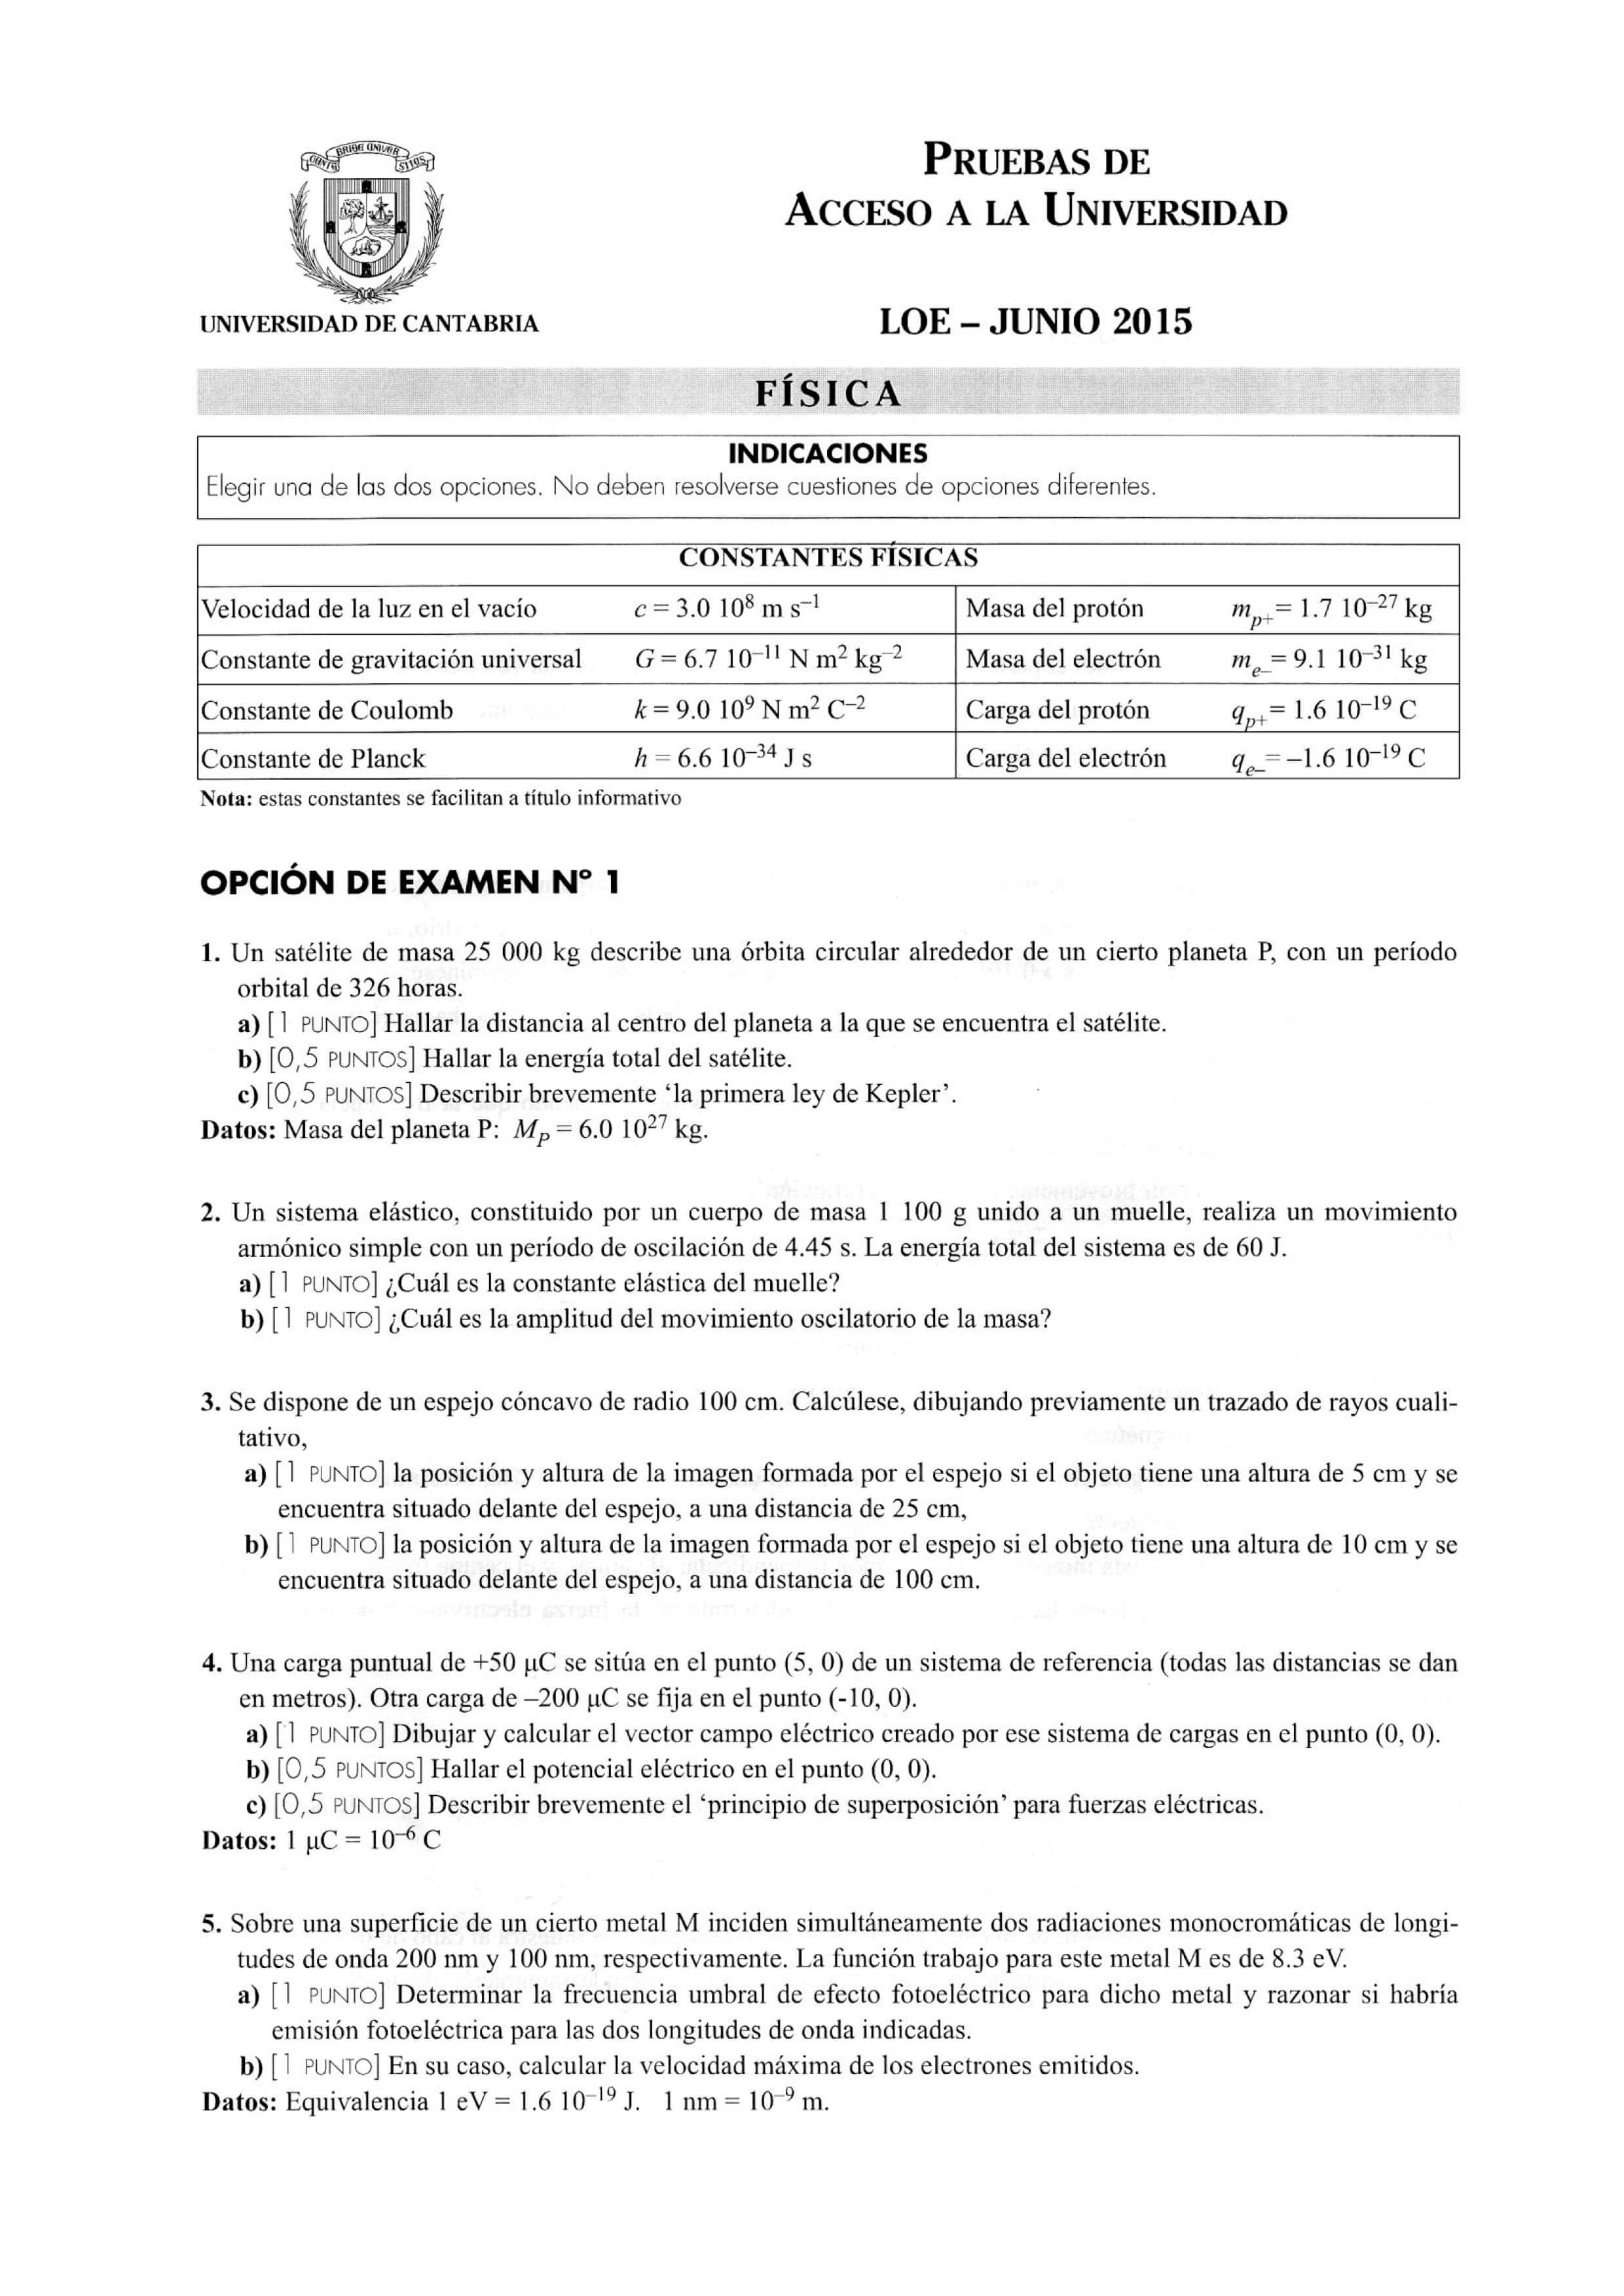 CONTE BRIGE UNIVER SITOS
UNIVERSIDAD DE CANTABRIA
PRUEBAS DE
ACCESO A LA UNIVERSIDAD
LOE – JUNIO 2015
FÍSICA
INDICACIONES
Elegir una de las dos opciones. No deben resolverse cuestiones de opciones diferentes.
CONSTANTES FÍSICAS
Velocidad de la luz en el vacío c = 3.0 10⁸ m s⁻¹ Masa del protón mₚ₊ = 1.7 10⁻²⁷ kg
Constante de gravitación universal G = 6.7 10⁻¹¹ N m² kg⁻² Masa del electrón mₑ₋ = 9.1 10⁻³¹ kg
Constante de Coulomb k = 9.0 10⁹ N m² C⁻² Carga del protón qₚ₊ = 1.6 10⁻¹⁹ C
Constante de Planck h = 6.6 10⁻³⁴ J s Carga del electrón qₑ₋ = –1.6 10⁻¹⁹ C
Nota: estas constantes se facilitan a título informativo
OPCIÓN DE EXAMEN Nº 1
1. Un satélite de masa 25 000 kg describe una órbita circular alrededor de un cierto planeta P, con un período
orbital de 326 horas.
a) [1 PUNTO] Hallar la distancia al centro del planeta a la que se encuentra el satélite.
b) [0,5 PUNTOS] Hallar la energía total del satélite.
c) [0,5 PUNTOS] Describir brevemente ‘la primera ley de Kepler’.
Datos: Masa del planeta P: M_P = 6.0 10²⁷ kg.
2. Un sistema elástico, constituido por un cuerpo de masa 1 100 g unido a un muelle, realiza un movimiento
armónico simple con un período de oscilación de 4.45 s. La energía total del sistema es de 60 J.
a) [1 PUNTO] ¿Cuál es la constante elástica del muelle?
b) [1 PUNTO] ¿Cuál es la amplitud del movimiento oscilatorio de la masa?
3. Se dispone de un espejo cóncavo de radio 100 cm. Calcúlese, dibujando previamente un trazado de rayos cuali-
tativo,
a) [1 PUNTO] la posición y altura de la imagen formada por el espejo si el objeto tiene una altura de 5 cm y se
encuentra situado delante del espejo, a una distancia de 25 cm,
b) [1 PUNTO] la posición y altura de la imagen formada por el espejo si el objeto tiene una altura de 10 cm y se
encuentra situado delante del espejo, a una distancia de 100 cm.
4. Una carga puntual de +50 μC se sitúa en el punto (5, 0) de un sistema de referencia (todas las distancias se dan
en metros). Otra carga de –200 μC se fija en el punto (-10, 0).
a) [1 PUNTO] Dibujar y calcular el vector campo eléctrico creado por ese sistema de cargas en el punto (0, 0).
b) [0,5 PUNTOS] Hallar el potencial eléctrico en el punto (0, 0).
c) [0,5 PUNTOS] Describir brevemente el ‘principio de superposición’ para fuerzas eléctricas.
Datos: 1 μC = 10⁻⁶ C
5. Sobre una superficie de un cierto metal M inciden simultáneamente dos radiaciones monocromáticas de longi-
tudes de onda 200 nm y 100 nm, respectivamente. La función trabajo para este metal M es de 8.3 eV.
a) [1 PUNTO] Determinar la frecuencia umbral de efecto fotoeléctrico para dicho metal y razonar si habría
emisión fotoeléctrica para las dos longitudes de onda indicadas.
b) [1 PUNTO] En su caso, calcular la velocidad máxima de los electrones emitidos.
Datos: Equivalencia 1 eV = 1.6 10⁻¹⁹ J. 1 nm = 10⁻⁹ m.